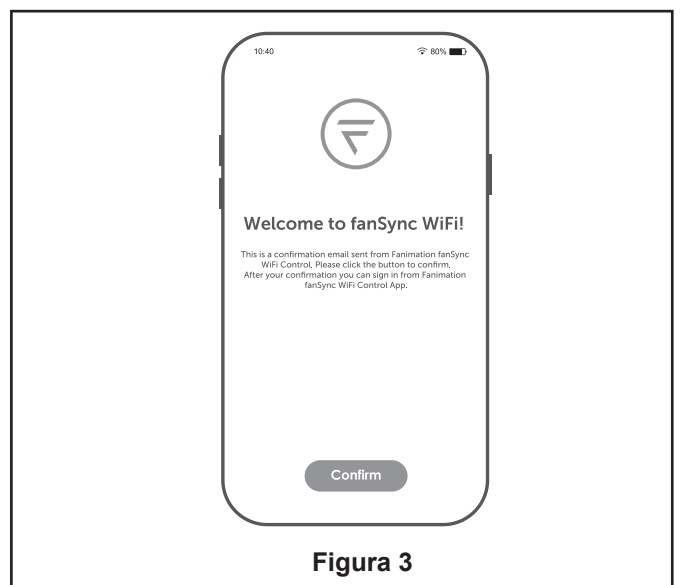 10:40 80%
Welcome to fanSync WiFi!
This is a confirmation email sent from Fanimation fanSync
WiFi Control. Please click the button to confirm.
After your confirmation you can sign in from Fanimation
fanSync WiFi Control App.
Confirm
Figura 3